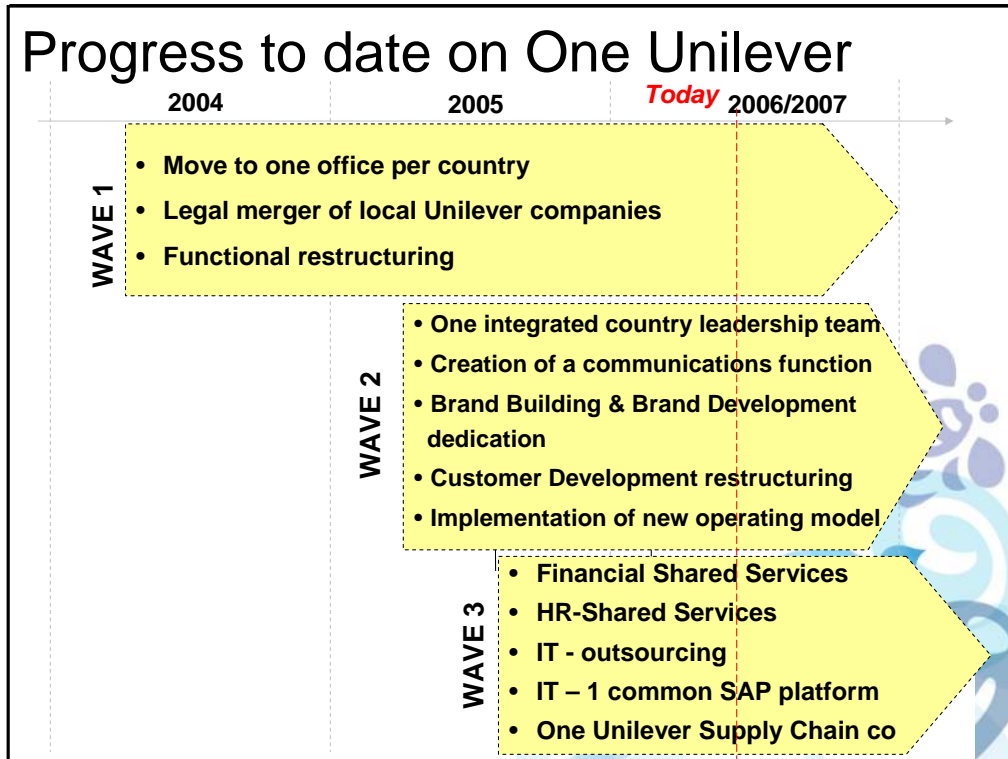 Progress to date on One Unilever
2004
2005
Today
2006/2007
WAVE 1
• Move to one office per country
• Legal merger of local Unilever companies
• Functional restructuring
WAVE 2
• One integrated country leadership team
• Creation of a communications function
• Brand Building & Brand Development
dedication
• Customer Development restructuring
• Implementation of new operating model
WAVE 3
• Financial Shared Services
• HR-Shared Services
• IT - outsourcing
• IT – 1 common SAP platform
• One Unilever Supply Chain co